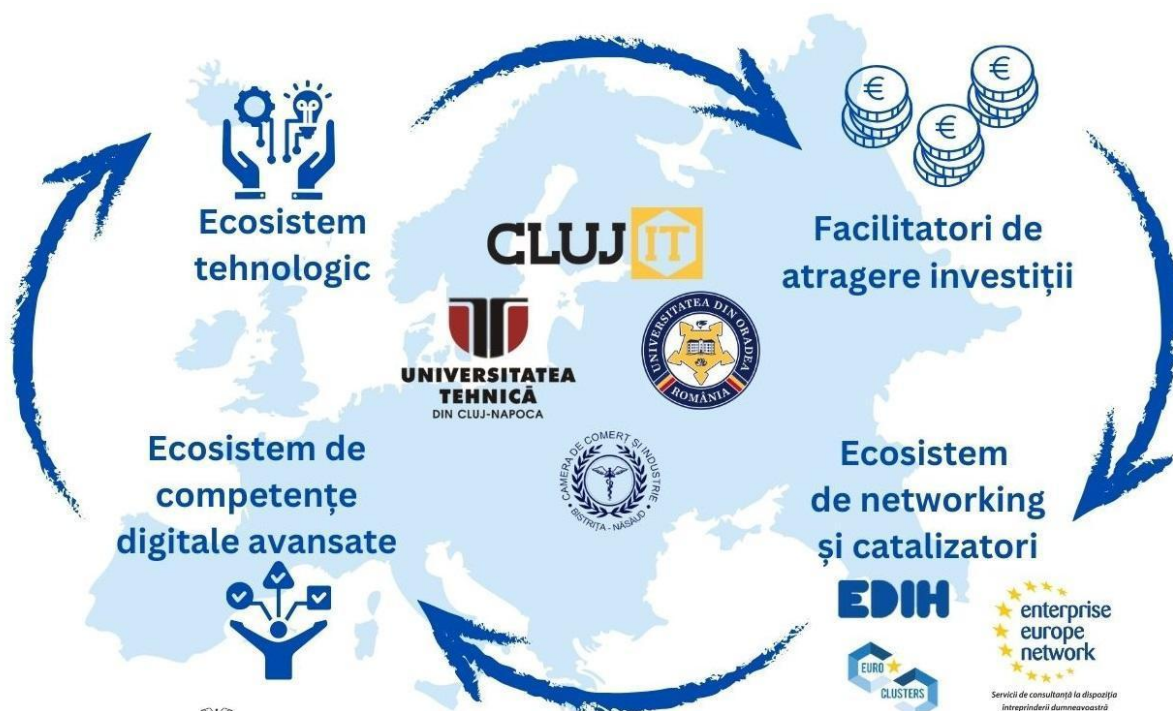 Ecosistem
tehnologic
Facilitatori de
atragere investiții
CLUJ IT
UNIVERSITATEA
TEHNICĂ
DIN CLUJ-NAPOCA
UNIVERSITATEA DIN ORADEA
ROMÂNIA
CAMERA DE COMERT SI INDUSTRIE
BISTRIȚA - NĂSĂUD
Ecosistem de
competențe
digitale avansate
Ecosistem
de networking
și catalizatori
EDIH
EURO
CLUSTERS
enterprise
europe
network
Servicii de consultanță la dispoziția
întreprinderii dumneavoastră